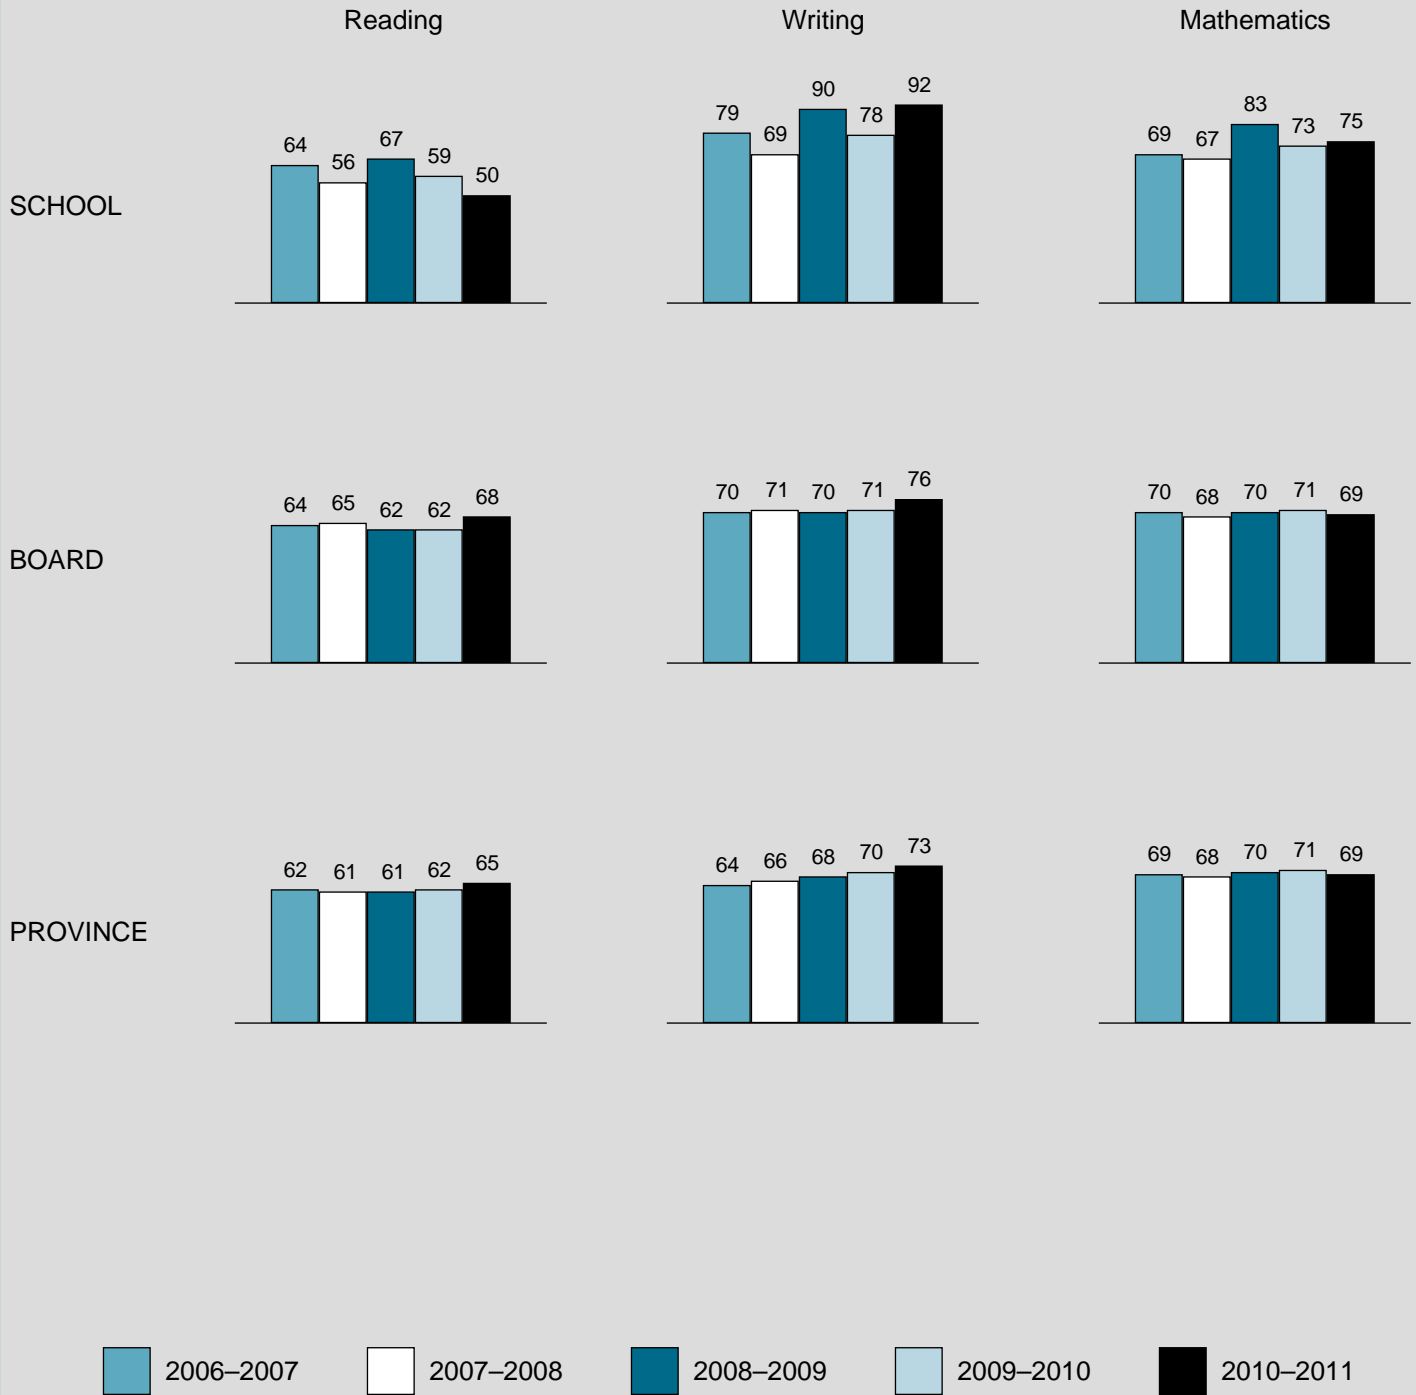 Reading Writing Mathematics
SCHOOL
64 56 67 59 50
79 69 90 78 92
69 67 83 73 75
BOARD
64 65 62 62 68
70 71 70 71 76
70 68 70 71 69
PROVINCE
62 61 61 62 65
64 66 68 70 73
69 68 70 71 69
2006–2007 2007–2008 2008–2009 2009–2010 2010–2011